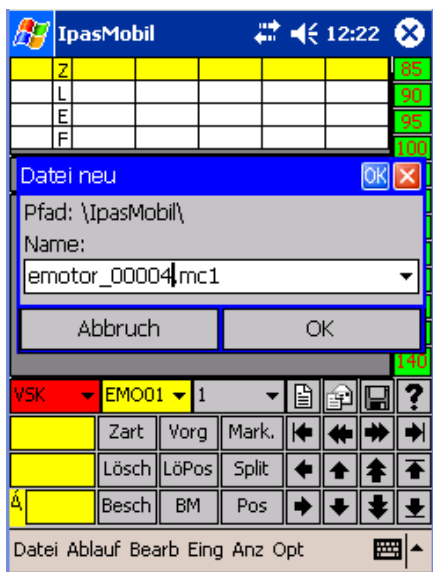 IpasMobil 12:22
Z 85
L 90
E 95
F 100
Datei neu OK
Pfad: \IpasMobil\
Name:
emotor_00004.mc1
Abbruch OK
140
VSK EMO01 1 ?
Zart Vorg Mark.
Lösch LöPos Split
Á Besch BM Pos
Datei Ablauf Bearb Eing Anz Opt